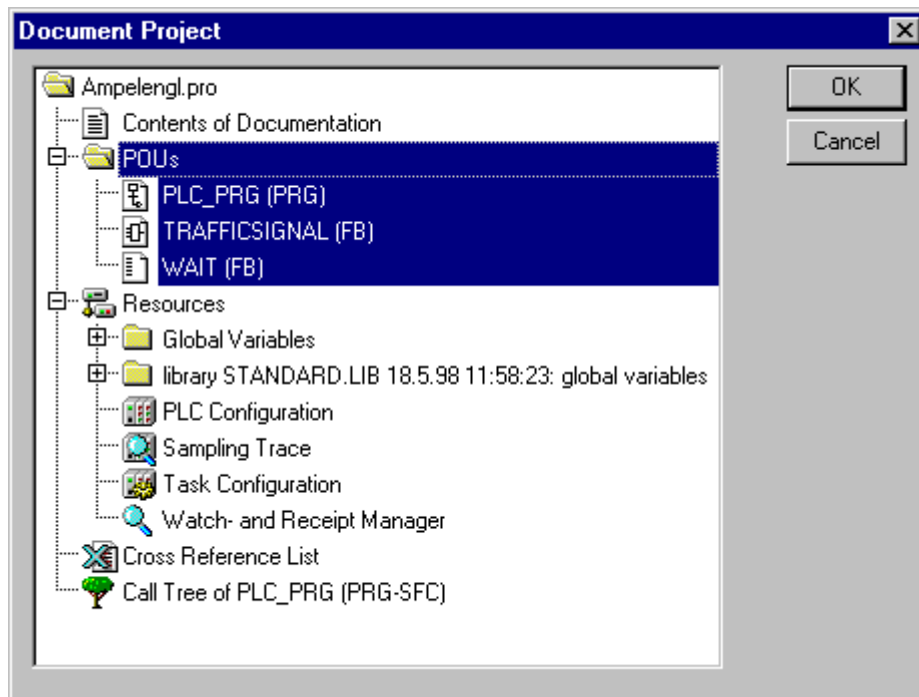 Document Project
Ampelengl.pro
OK
Contents of Documentation
Cancel
POUs
PLC_PRG (PRG)
TRAFFICSIGNAL (FB)
WAIT (FB)
Resources
Global Variables
library STANDARD.LIB 18.5.98 11:58:23: global variables
PLC Configuration
Sampling Trace
Task Configuration
Watch- and Receipt Manager
Cross Reference List
Call Tree of PLC_PRG (PRG-SFC)